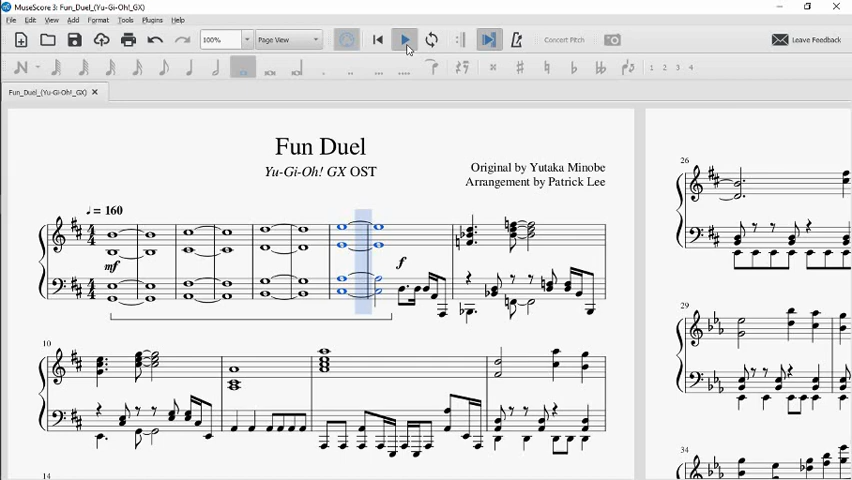 MuseScore 3: Fun_Duel_(Yu-Gi-Oh!_GX)
File Edit View Add Format Tools Plugins Help
100% Page View Concert Pitch Leave Feedback
1 2 3 4
Fun_Duel_(Yu-Gi-Oh!_GX)
Fun Duel
Yu-Gi-Oh! GX OST
Original by Yutaka Minobe
Arrangement by Patrick Lee
= 160
mf
f
10
14
26
29
34